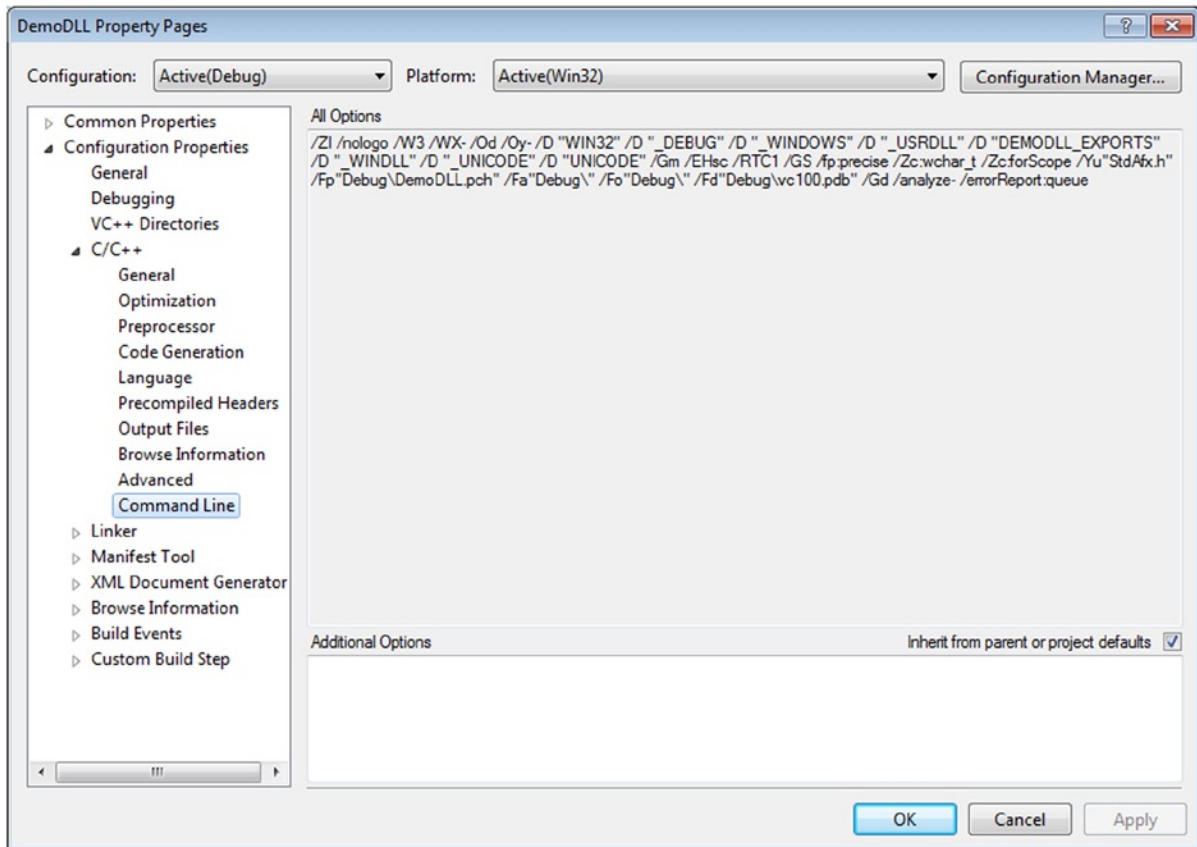 DemoDLL Property Pages
Configuration: Active(Debug) Platform: Active(Win32) Configuration Manager...
Common Properties
Configuration Properties
General
Debugging
VC++ Directories
C/C++
General
Optimization
Preprocessor
Code Generation
Language
Precompiled Headers
Output Files
Browse Information
Advanced
Command Line
Linker
Manifest Tool
XML Document Generator
Browse Information
Build Events
Custom Build Step
All Options
/ZI /nologo /W3 /WX- /Od /Oy- /D "WIN32" /D "_DEBUG" /D "_WINDOWS" /D "_USRDLL" /D "DEMODLL_EXPORTS"
/D "_WINDLL" /D "_UNICODE" /D "UNICODE" /Gm /EHsc /RTC1 /GS /fp:precise /Zc:wchar_t /Zc:forScope /Yu"StdAfx.h"
/Fp"Debug\DemoDLL.pch" /Fa"Debug\" /Fo"Debug\" /Fd"Debug\vc100.pdb" /Gd /analyze- /errorReport:queue
Additional Options Inherit from parent or project defaults
OK Cancel Apply